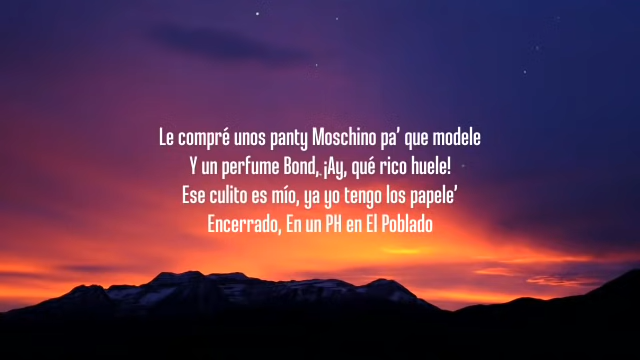 Le compré unos panty Moschino pa' que modele
Y un perfume Bond, ¡Ay, qué rico huele!
Ese culito es mío, ya yo tengo los papele'
Encerrado, En un PH en El Poblado